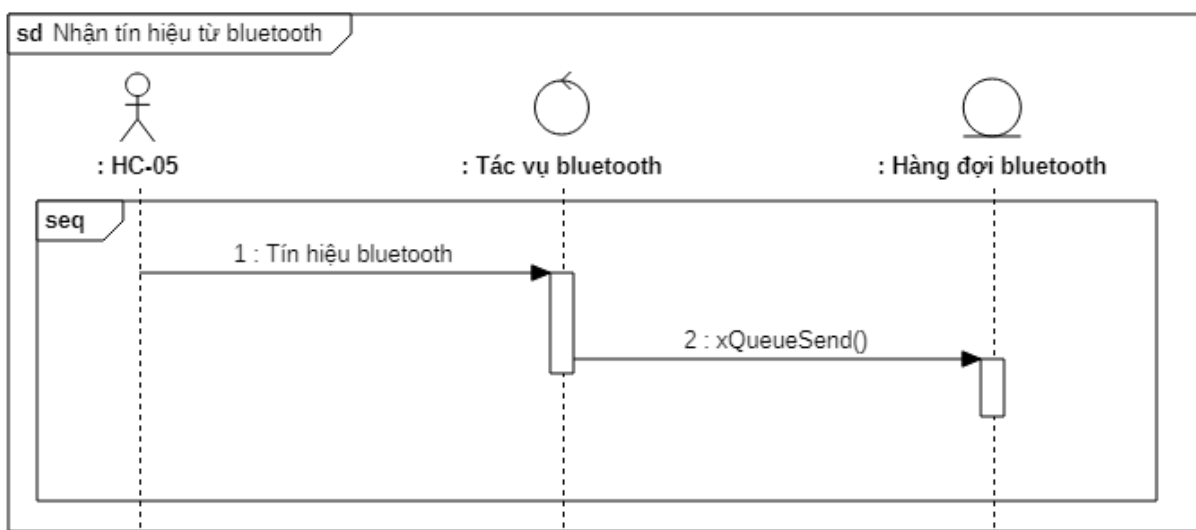 sd Nhận tín hiệu từ bluetooth
: HC-05
: Tác vụ bluetooth
: Hàng đợi bluetooth
seq
1 : Tín hiệu bluetooth
2 : xQueueSend()